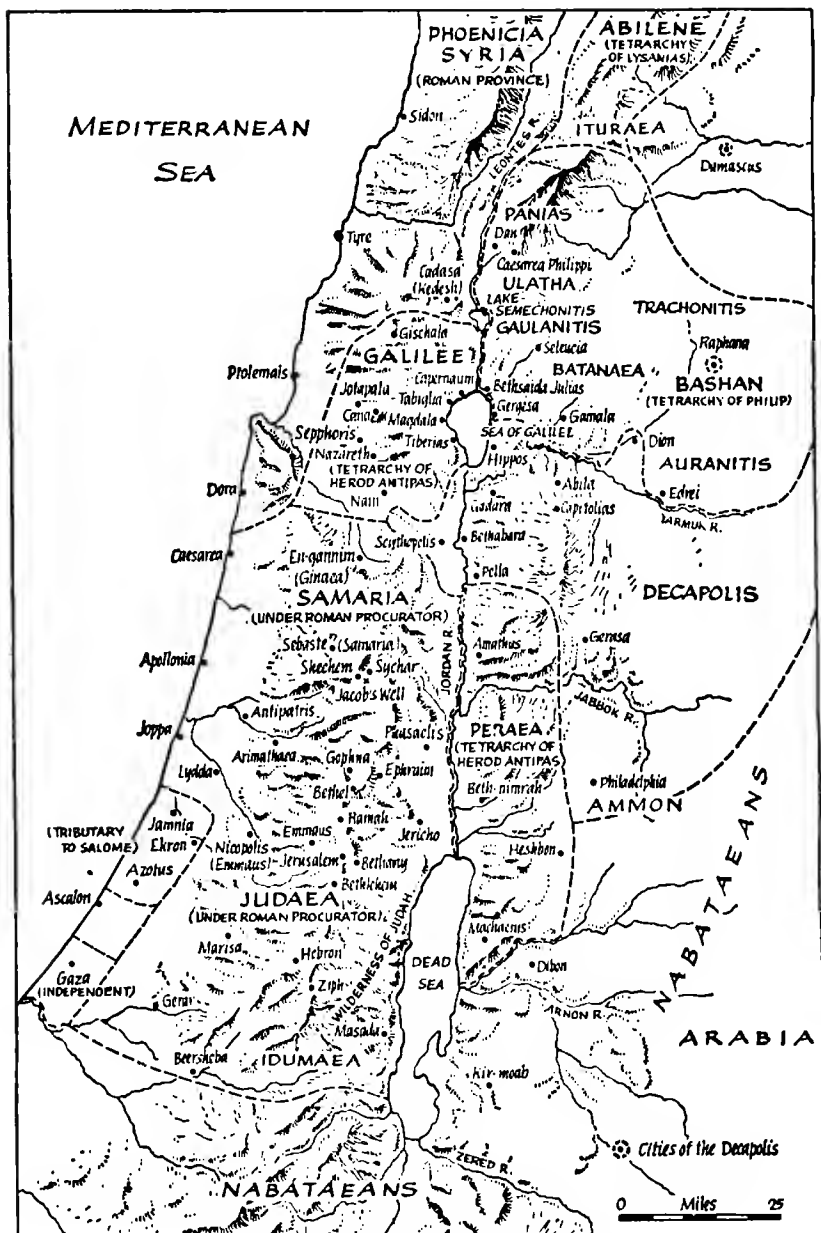 PHOENICIA
SYRIA
(ROMAN PROVINCE)
ABILENE
(TETRARCHY
OF LYSANIAS)
MEDITERRANEAN
SEA
Sidon
LEONTES R.
ITURAEA
Damascus
PANIAS
Tyre
Dan
Caesarea Philippi
Cadasa
(Kedesh)
ULATHA
LAKE
SEMECHONITIS
TRACHONITIS
Gischala
GAULANITIS
Seleucia
Raphana
GALILEE
BATANAEA
Ptolemais
Capernaum
Bethsaida Julias
BASHAN
(TETRARCHY OF PHILIP)
Jotapata
Tabigha
Cana
Magdala
Gergesa
Gamala
SEA OF GALILEE
Sepphoris
Tiberias
Dion
Nazareth
Hippos
AURANITIS
(TETRARCHY OF
HEROD ANTIPAS)
Dora
Nain
Gadara
Abila
Edrei
Capitolias
YARMUK R.
Caesarea
Scythopolis
Bethabara
En-gannim
(Ginaea)
Pella
SAMARIA
(UNDER ROMAN PROCURATOR)
DECAPOLIS
Sebaste (Samaria)
Amathus
Gerasa
Apollonia
Shechem
Sychar
JORDAN R.
Jacob's Well
JABBOK R.
Antipatris
Joppa
Phasaelis
PERAEA
(TETRARCHY OF
HEROD ANTIPAS
Arimathaea
Gophna
Lydda
Ephraim
Philadelphia
Bethel
Beth-nimrah
AMMON
Jamnia
Ramah
(TRIBUTARY
TO SALOME)
Ekron
Nicopolis
(Emmaus)
Emmaus
Jericho
Jerusalem
Bethany
Heshbon
Azotus
Bethlehem
Ascalon
JUDAEA
(UNDER ROMAN PROCURATOR)
WILDERNESS OF JUDAH
NABATAEANS
Marisa
Machaerus
Hebron
DEAD
SEA
Dibon
Gaza
(INDEPENDENT)
Ziph
Gerar
ARNON R.
Masada
ARABIA
Beersheba
IDUMAEA
Kir-moab
Cities of the Decapolis
ZERED R.
NABATAEANS
0 Miles 25